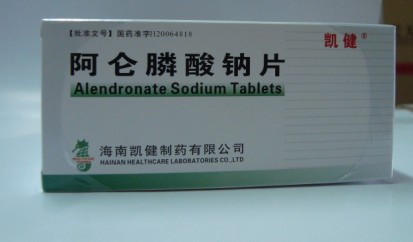 【批准文号】国药准字H20064818
凯健®
阿仑膦酸钠片
Alendronate Sodium Tablets
海南凯健制药有限公司
HAINAN HEALTHCARE LABORATORIES CO.,LTD